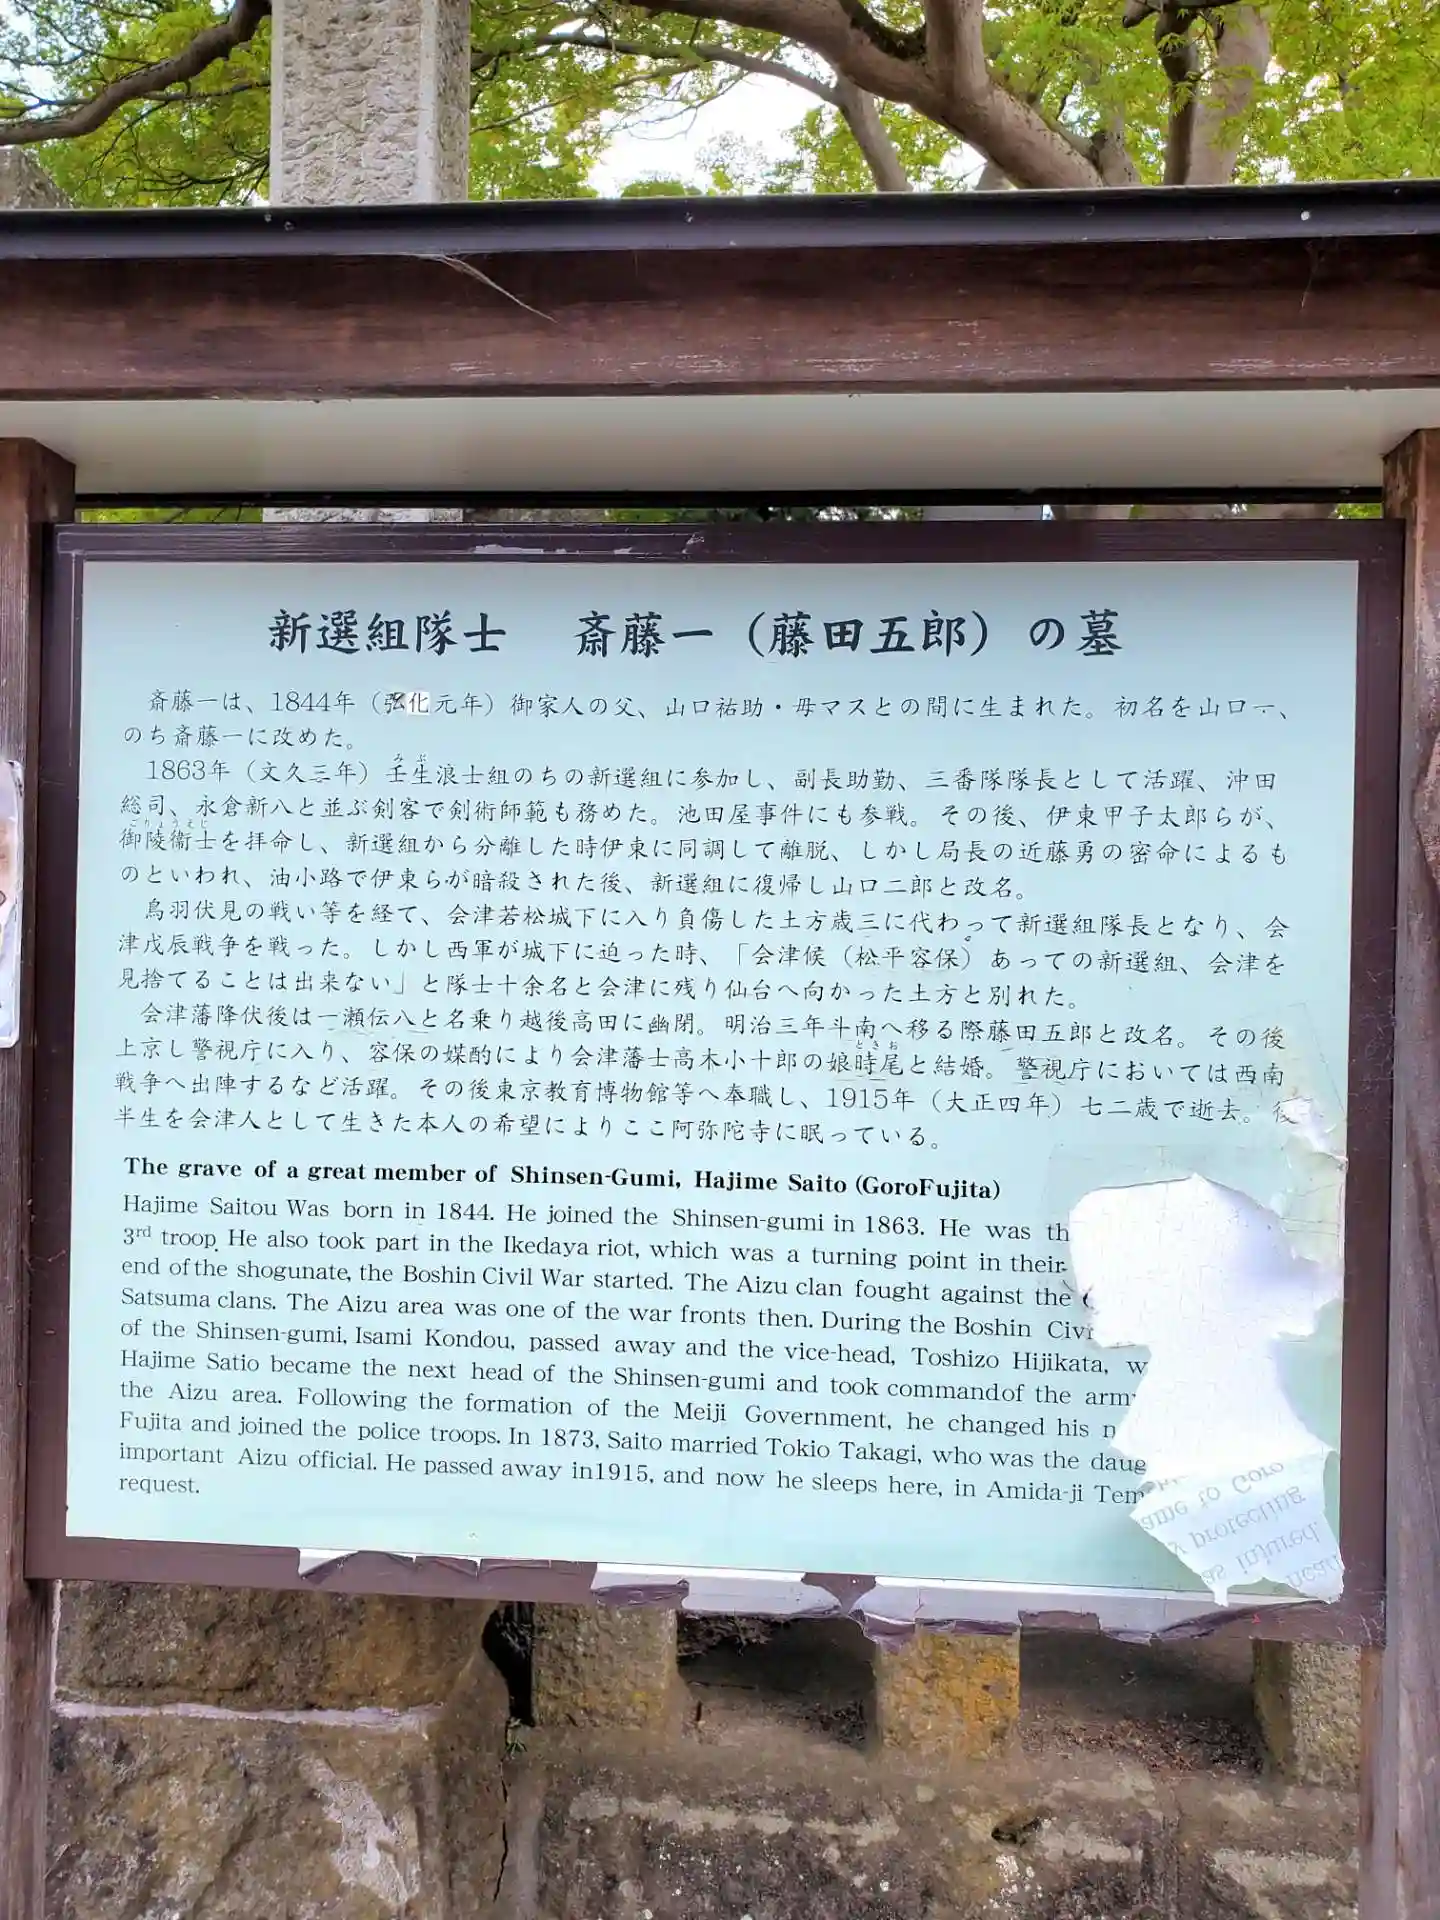 新選組隊士 斎藤一（藤田五郎）の墓
斎藤一は、1844年（弘化元年）御家人の父、山口祐助・母マスとの間に生まれた。初名を山口一、
のち斎藤一に改めた。
みぶ
1863年（文久三年）壬生浪士組のちの新選組に参加し、副長助勤、三番隊隊長として活躍、沖田
総司、永倉新八と並ぶ剣客で剣術師範も務めた。池田屋事件にも参戦。その後、伊東甲子太郎らが、
ごりょうえじ
御陵衞士を拝命し、新選組から分離した時伊東に同調して離脱、しかし局長の近藤勇の密命によるも
のといわれ、油小路で伊東らが暗殺された後、新選組に復帰し山口二郎と改名。
鳥羽伏見の戦い等を経て、会津若松城下に入り負傷した土方歳三に代わって新選組隊長となり、会
津戊辰戦争を戦った。しかし西軍が城下に迫った時、「会津候（松平容保）あっての新選組、会津を
見捨てることは出来ない」と隊士十余名と会津に残り仙台へ向かった土方と別れた。
会津藩降伏後は一瀬伝八と名乗り越後高田に幽閉。明治三年斗南へ移る際藤田五郎と改名。その後
ときお
上京し警視庁に入り、容保の媒酌により会津藩士高木小十郎の娘時尾と結婚。警視庁においては西南
戦争へ出陣するなど活躍。その後東京教育博物館等へ奉職し、1915年（大正四年）七二歳で逝去。後
半生を会津人として生きた本人の希望によりここ阿弥陀寺に眠っている。
The grave of a great member of Shinsen-Gumi, Hajime Saito (GoroFujita)
Hajime Saitou Was born in 1844. He joined the Shinsen-gumi in 1863. He was th
3rd troop. He also took part in the Ikedaya riot, which was a turning point in their
end of the shogunate, the Boshin Civil War started. The Aizu clan fought against the
Satsuma clans. The Aizu area was one of the war fronts then. During the Boshin Civi
of the Shinsen-gumi, Isami Kondou, passed away and the vice-head, Toshizo Hijikata, w
Hajime Satio became the next head of the Shinsen-gumi and took commandof the arm
the Aizu area. Following the formation of the Meiji Government, he changed his n
Fujita and joined the police troops. In 1873, Saito married Tokio Takagi, who was the daug
important Aizu official. He passed away in1915, and now he sleeps here, in Amida-ji Tem
request.
ame to Goro
y protecting
as injured